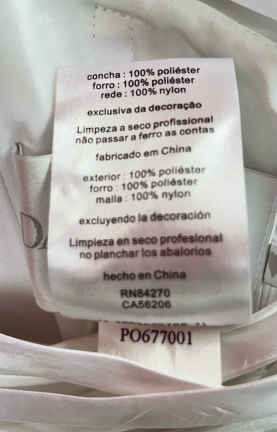 concha : 100% poliéster
forro : 100% poliéster
rede : 100% nylon
exclusiva da decoração
Limpeza a seco profissional
não passar a ferro as contas
fabricado em China
exterior : 100% poliéster
forro : 100% poliéster
malla : 100% nylon
excluyendo la decoración
Limpieza en seco profesional
no planchar los abalorios
hecho en China
RN84270
CA56206
PO677001